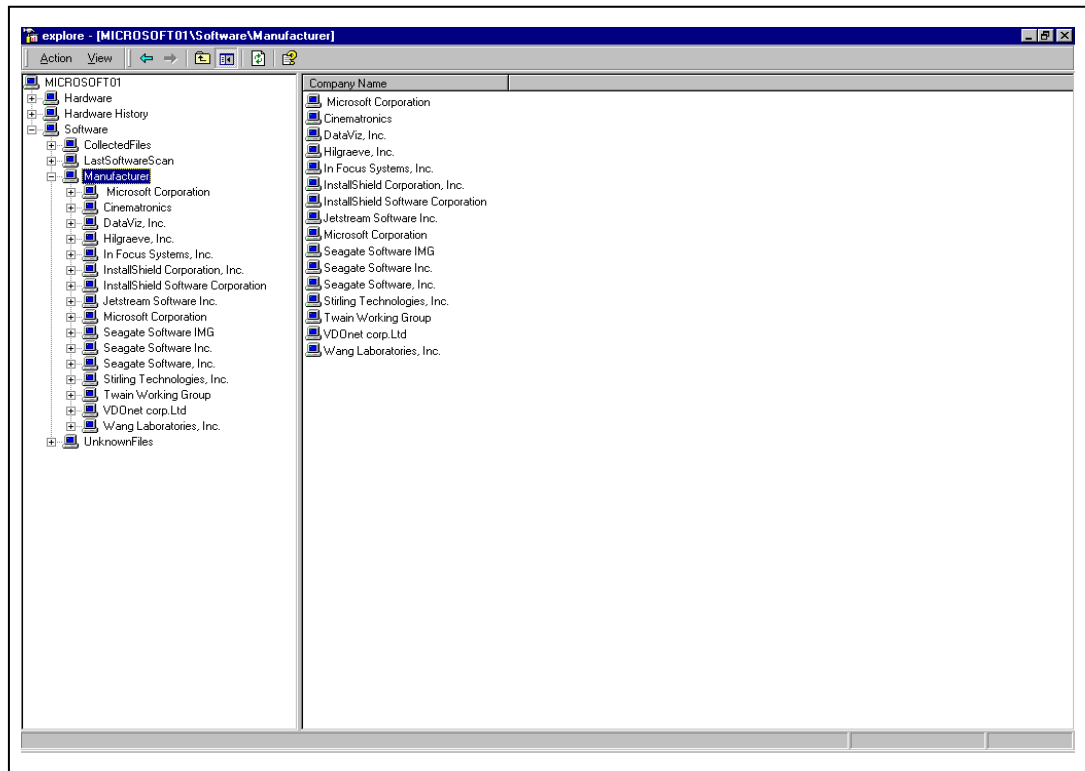 explore - [MICROSOFT01\Software\Manufacturer]
Action View
MICROSOFT01
Hardware
Hardware History
Software
CollectedFiles
LastSoftwareScan
Manufacturer
Microsoft Corporation
Cinematronics
DataViz, Inc.
Hilgraeve, Inc.
In Focus Systems, Inc.
InstallShield Corporation, Inc.
InstallShield Software Corporation
Jetstream Software Inc.
Microsoft Corporation
Seagate Software IMG
Seagate Software Inc.
Seagate Software, Inc.
Stirling Technologies, Inc.
Twain Working Group
VDOnet corp.Ltd
Wang Laboratories, Inc.
UnknownFiles
Company Name
Microsoft Corporation
Cinematronics
DataViz, Inc.
Hilgraeve, Inc.
In Focus Systems, Inc.
InstallShield Corporation, Inc.
InstallShield Software Corporation
Jetstream Software Inc.
Microsoft Corporation
Seagate Software IMG
Seagate Software Inc.
Seagate Software, Inc.
Stirling Technologies, Inc.
Twain Working Group
VDOnet corp.Ltd
Wang Laboratories, Inc.